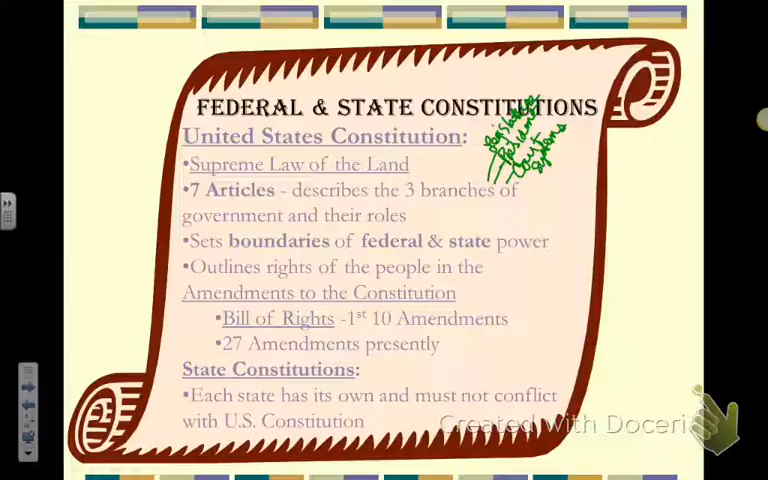 FEDERAL & STATE CONSTITUTIONS
United States Constitution:
•Supreme Law of the Land
•7 Articles - describes the 3 branches of
government and their roles
•Sets boundaries of federal & state power
•Outlines rights of the people in the
Amendments to the Constitution
•Bill of Rights -1st 10 Amendments
•27 Amendments presently
State Constitutions:
•Each state has its own and must not conflict
with U.S. Constitution
-Court
systems
Created with Doceri